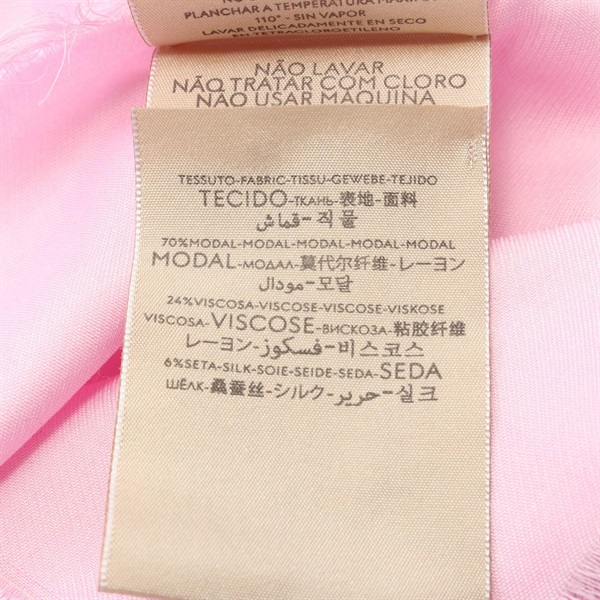 PLANCHAR A TEMPERATURA
110° - SIN VAPOR
LAVAR DELICADAMENTE EN SECO
EN TETRACLOROETILENO
NÃO LAVAR
NÃO TRATAR COM CLORO
NÃO USAR MAQUINA
TESSUTO-FABRIC-TISSU-GEWEBE-TEJIDO
TECIDO-ТКАНЬ-表地-面料
قماش-직물
70%MODAL-MODAL-MODAL-MODAL-MODAL
MODAL-МОДАЛ-莫代尔纤维-レーヨン
مودال-모달
24%VISCOSA-VISCOSE-VISCOSE-VISKOSE
VISCOSA-VISCOSE-ВИСКОЗА-粘胶纤维
レーヨン-فسكوز-비스코스
6%SETA-SILK-SOIE-SEIDE-SEDA-SEDA
ШЁЛК-桑蚕丝-シルク-حرير-실크